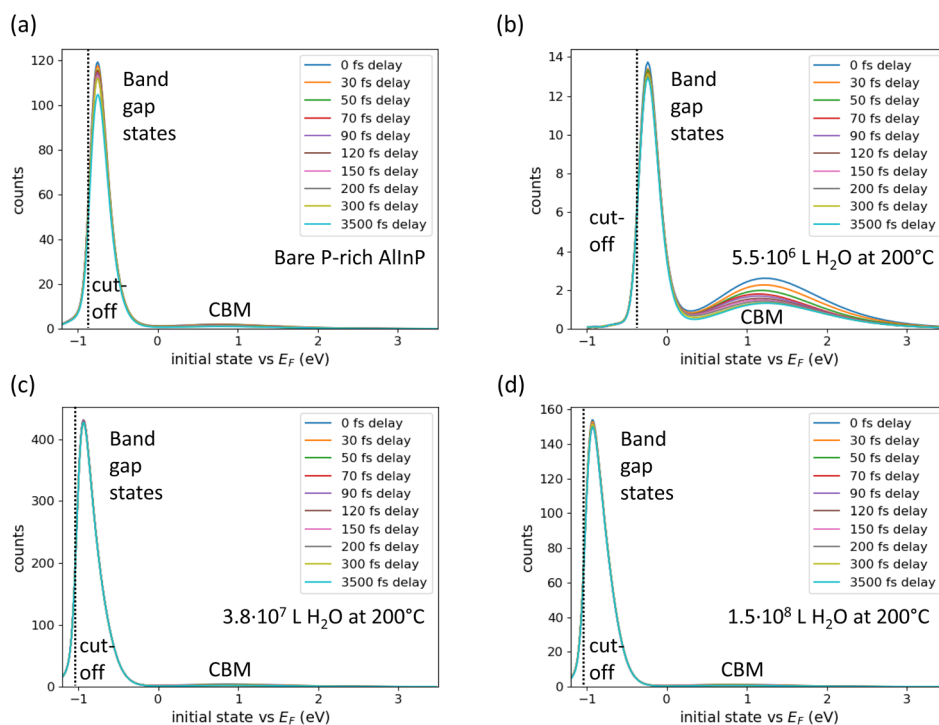 (a)
120
100
80
60
40
20
0
counts
Band
gap
states
cut-
off
CBM
0 fs delay
30 fs delay
50 fs delay
70 fs delay
90 fs delay
120 fs delay
150 fs delay
200 fs delay
300 fs delay
3500 fs delay
Bare P-rich AlInP
−1 0 1 2 3
initial state vs E_F (eV)
(b)
14
12
10
8
6
4
2
0
counts
Band
gap
states
cut-
off
CBM
0 fs delay
30 fs delay
50 fs delay
70 fs delay
90 fs delay
120 fs delay
150 fs delay
200 fs delay
300 fs delay
3500 fs delay
5.5·10⁶ L H₂O at 200°C
−1 0 1 2 3
initial state vs E_F (eV)
(c)
400
300
200
100
0
counts
Band
gap
states
cut-
off
CBM
0 fs delay
30 fs delay
50 fs delay
70 fs delay
90 fs delay
120 fs delay
150 fs delay
200 fs delay
300 fs delay
3500 fs delay
3.8·10⁷ L H₂O at 200°C
−1 0 1 2 3
initial state vs E_F (eV)
(d)
160
140
120
100
80
60
40
20
0
counts
Band
gap
states
cut-
off
CBM
0 fs delay
30 fs delay
50 fs delay
70 fs delay
90 fs delay
120 fs delay
150 fs delay
200 fs delay
300 fs delay
3500 fs delay
1.5·10⁸ L H₂O at 200°C
−1 0 1 2 3
initial state vs E_F (eV)